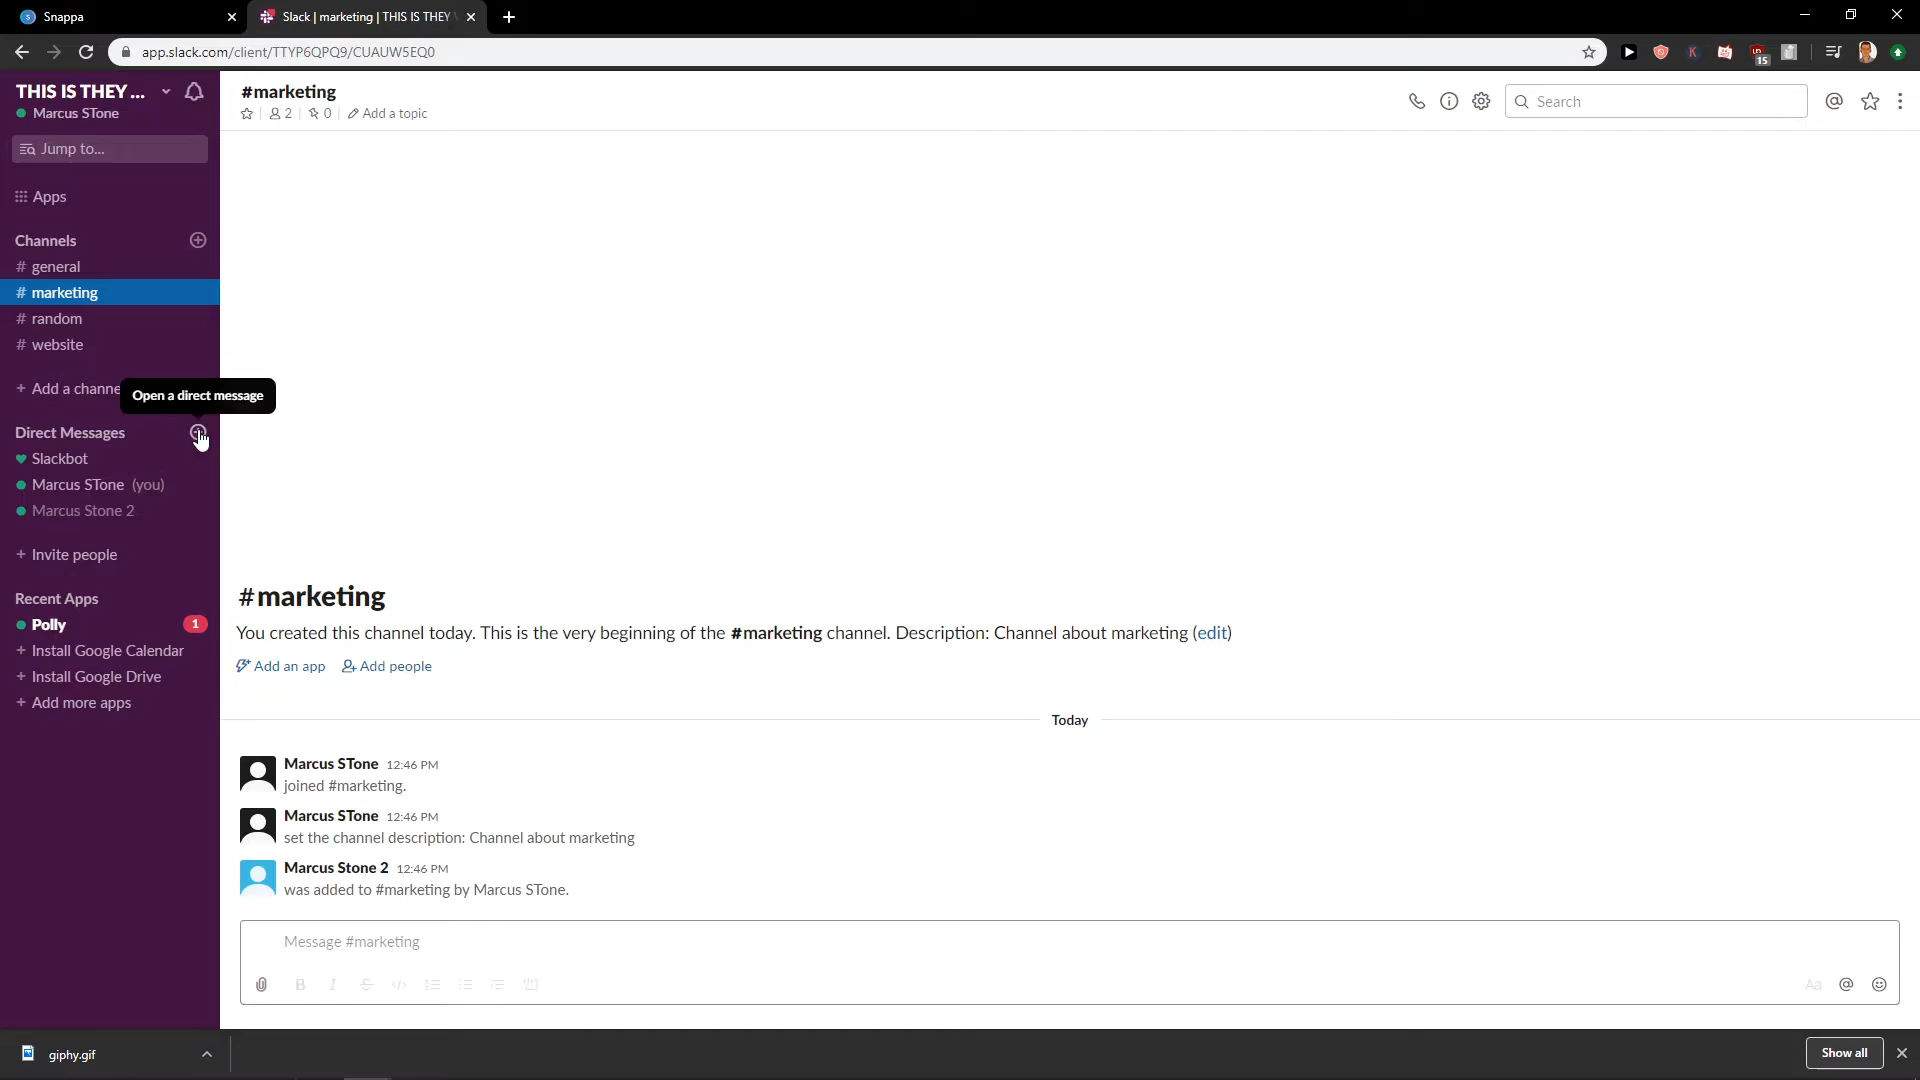 Snappa
Slack | marketing | THIS IS THEY
app.slack.com/client/TTYP6QPQ9/CUAUW5EQ0
15
THIS IS THEY ...
Marcus STone
Jump to...
Apps
Channels
# general
# marketing
# random
# website
+ Add a channe
Open a direct message
Direct Messages
Slackbot
Marcus STone (you)
Marcus Stone 2
+ Invite people
Recent Apps
Polly 1
+ Install Google Calendar
+ Install Google Drive
+ Add more apps
#marketing
2 | 0 | Add a topic
Search
#marketing
You created this channel today. This is the very beginning of the #marketing channel. Description: Channel about marketing (edit)
Add an app Add people
Today
Marcus STone 12:46 PM
joined #marketing.
Marcus STone 12:46 PM
set the channel description: Channel about marketing
Marcus Stone 2 12:46 PM
was added to #marketing by Marcus STone.
Message #marketing
B I S </> Aa @
giphy.gif
Show all